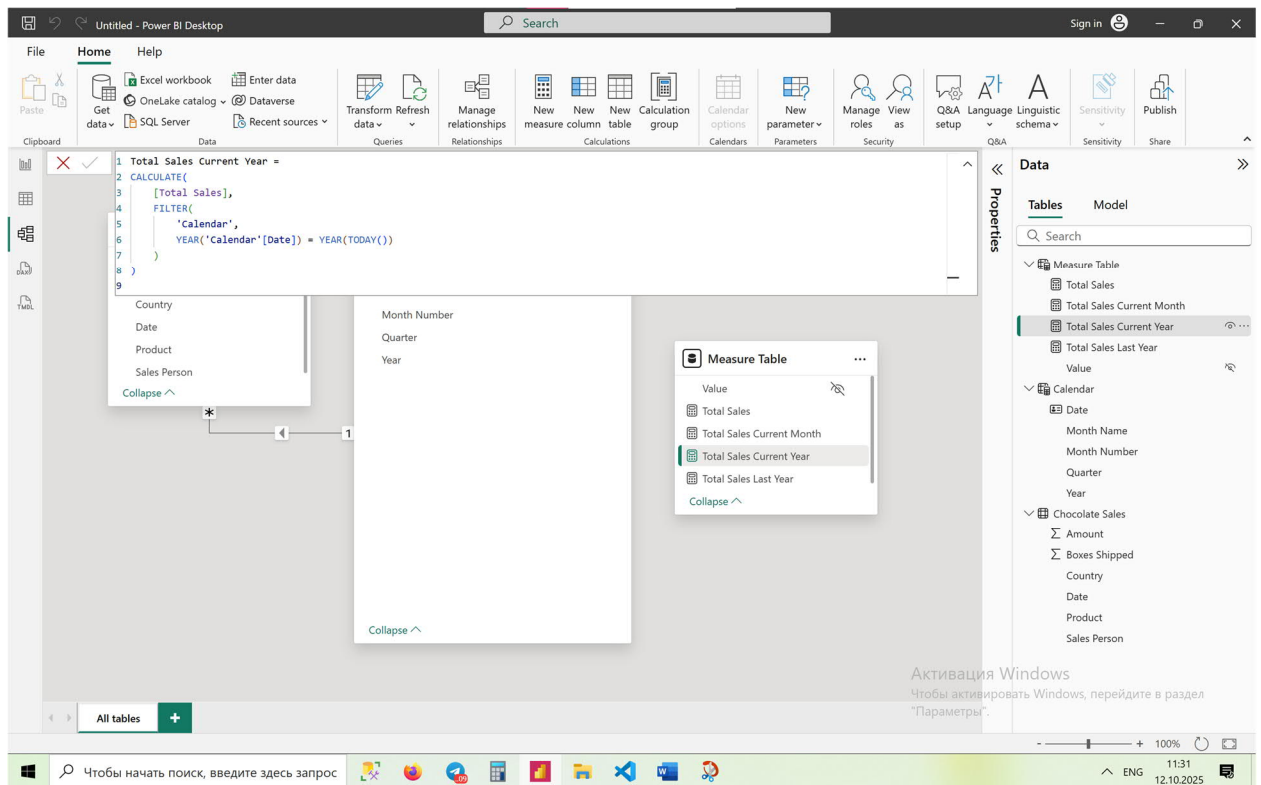 Untitled - Power BI Desktop
Search
Sign in
File Home Help
Paste
Clipboard
Get data
Excel workbook
OneLake catalog
SQL Server
Enter data
Dataverse
Recent sources
Data
Transform data
Refresh
Queries
Manage relationships
Relationships
New measure
New column
New table
Calculation group
Calculations
Calendar options
Calendars
New parameter
Parameters
Manage roles
View as
Security
Q&A setup
Language
Linguistic schema
Q&A
Sensitivity
Sensitivity
Publish
Share
1 Total Sales Current Year =
2 CALCULATE(
3 [Total Sales],
4 FILTER(
5 'Calendar',
6 YEAR('Calendar'[Date]) = YEAR(TODAY())
7 )
8 )
9
DAX
TMDL
Country
Date
Product
Sales Person
Collapse
*
1
Month Number
Quarter
Year
Collapse
Measure Table
Value
Total Sales
Total Sales Current Month
Total Sales Current Year
Total Sales Last Year
Collapse
Properties
Data
Tables Model
Search
Measure Table
Total Sales
Total Sales Current Month
Total Sales Current Year
Total Sales Last Year
Value
Calendar
Date
Month Name
Month Number
Quarter
Year
Chocolate Sales
Amount
Boxes Shipped
Country
Date
Product
Sales Person
Активация Windows
Чтобы активировать Windows, перейдите в раздел
"Параметры".
All tables +
- + 100%
Чтобы начать поиск, введите здесь запрос
ENG
11:31
12.10.2025